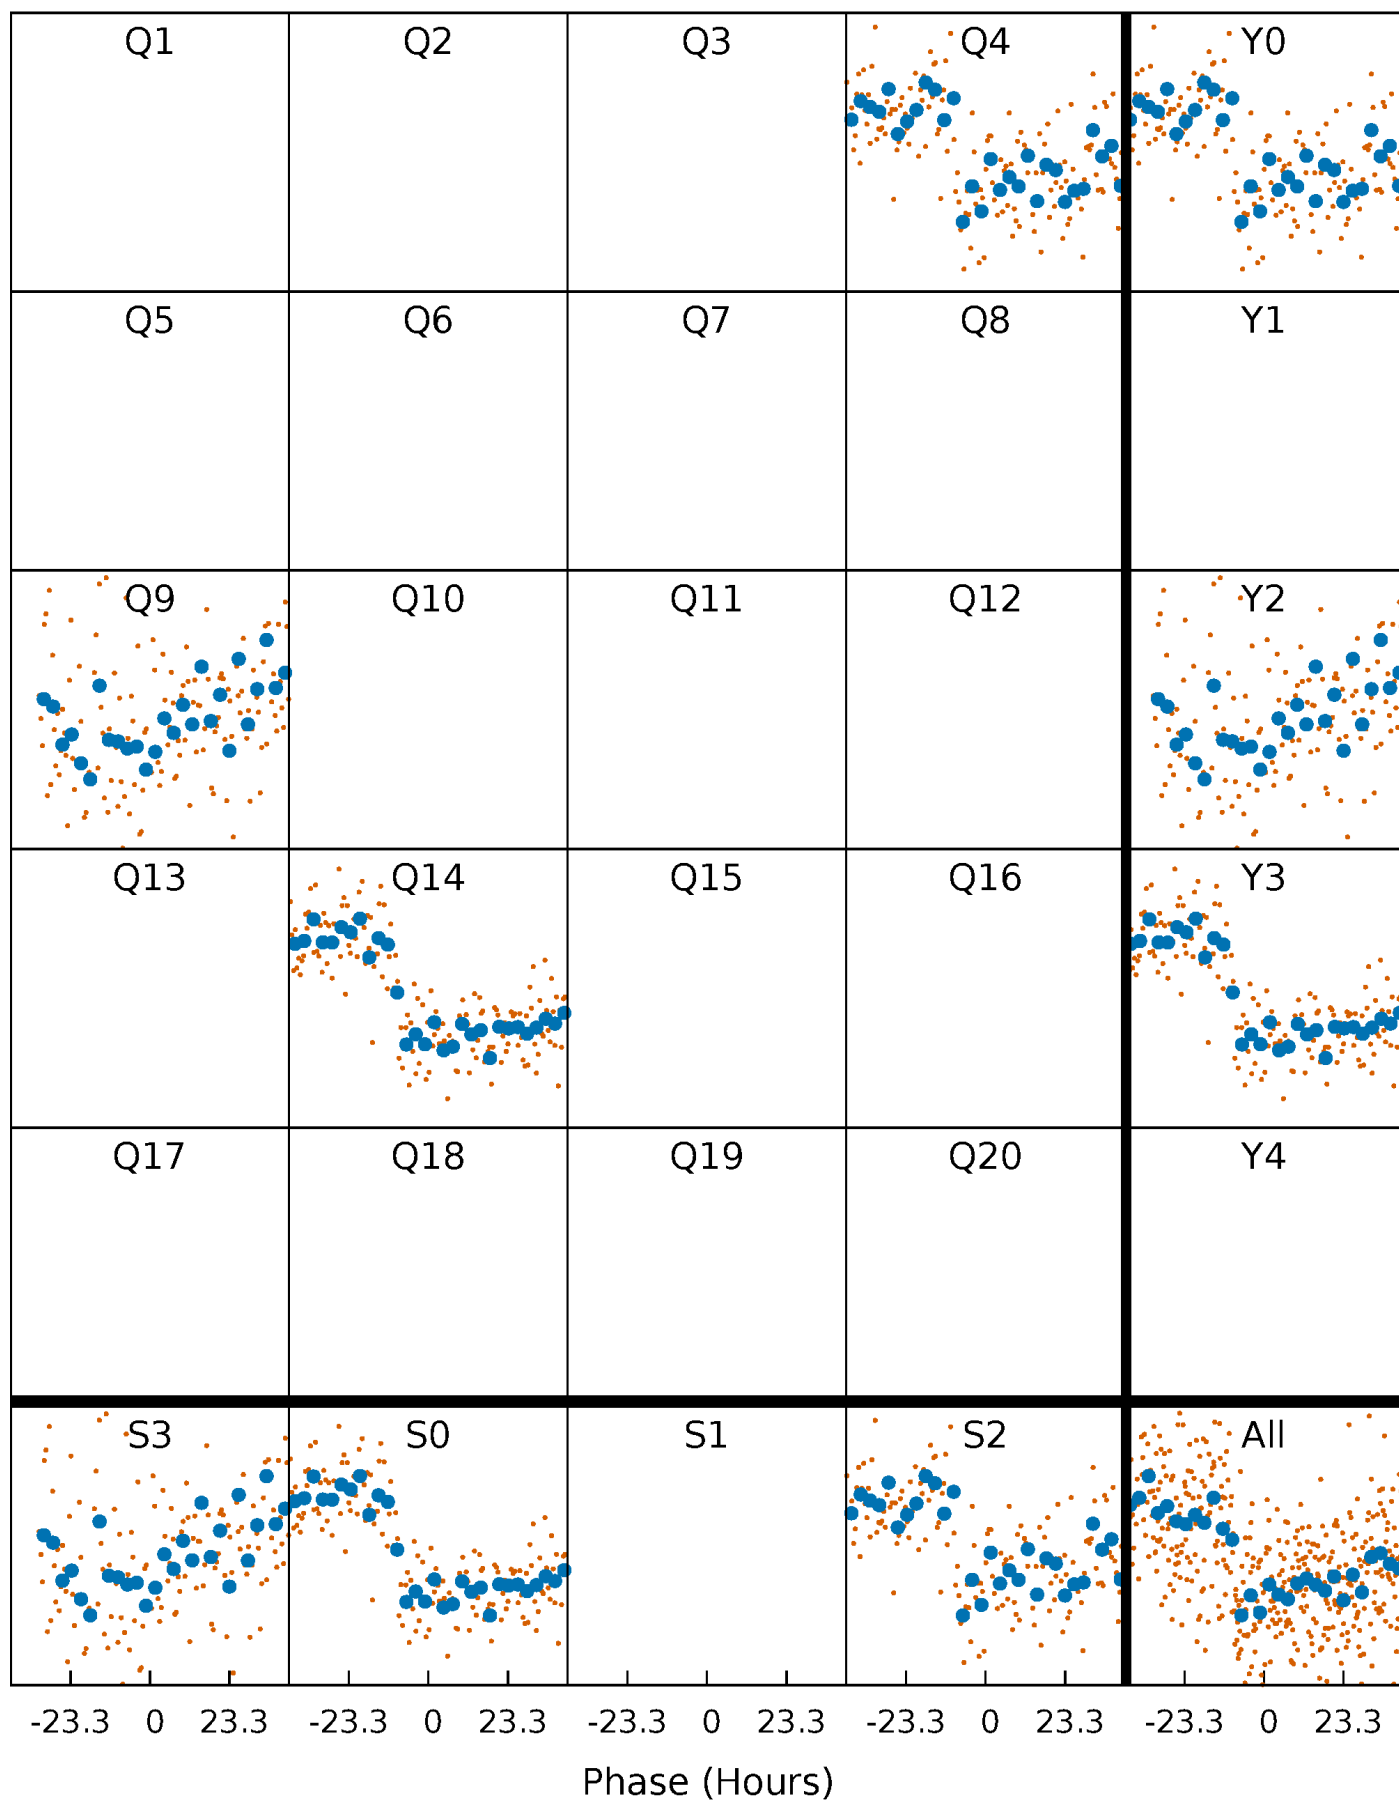 Q1 Q2 Q3 Q4 Y0
Q5 Q6 Q7 Q8 Y1
Q9 Q10 Q11 Q12 Y2
Q13 Q14 Q15 Q16 Y3
Q17 Q18 Q19 Q20 Y4
S3 S0 S1 S2 All
-23.3 0 23.3 -23.3 0 23.3 -23.3 0 23.3 -23.3 0 23.3 -23.3 0 23.3
Phase (Hours)